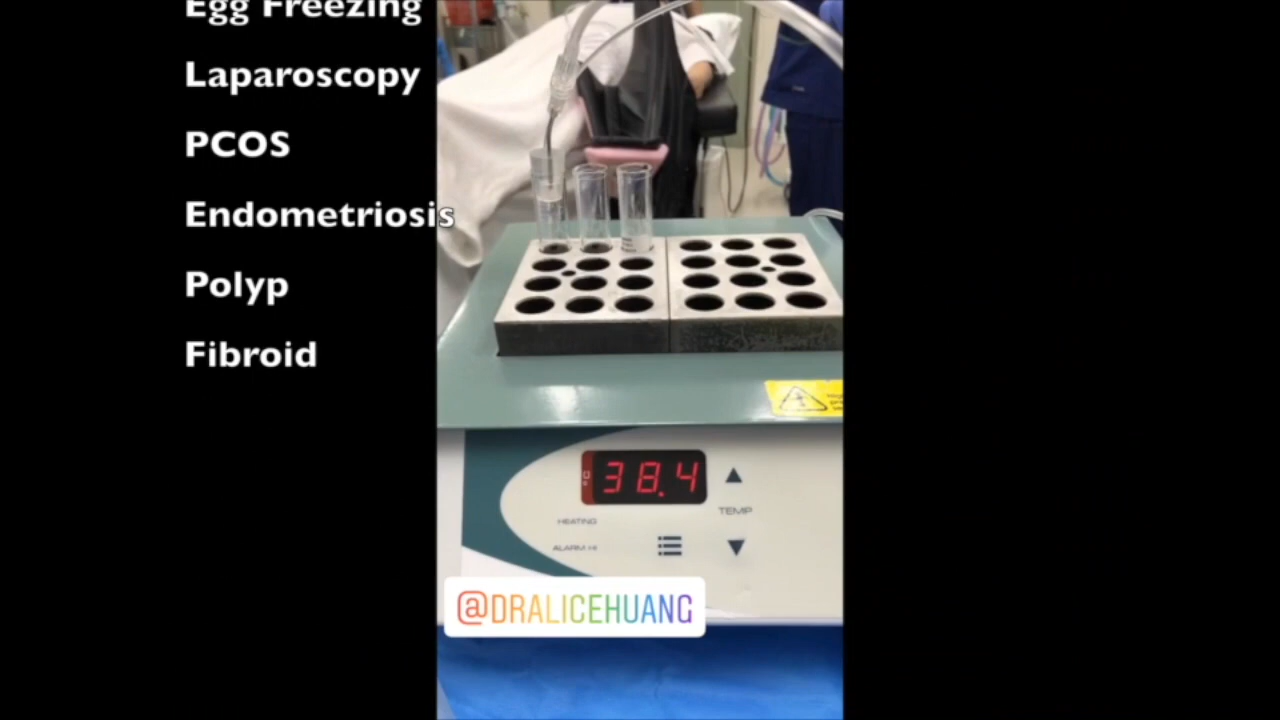 Egg Freezing
Laparoscopy
PCOS
Endometriosis
Polyp
Fibroid
°C 38.4
TEMP
HEATING
ALARM HI
@DRALICEHUANG